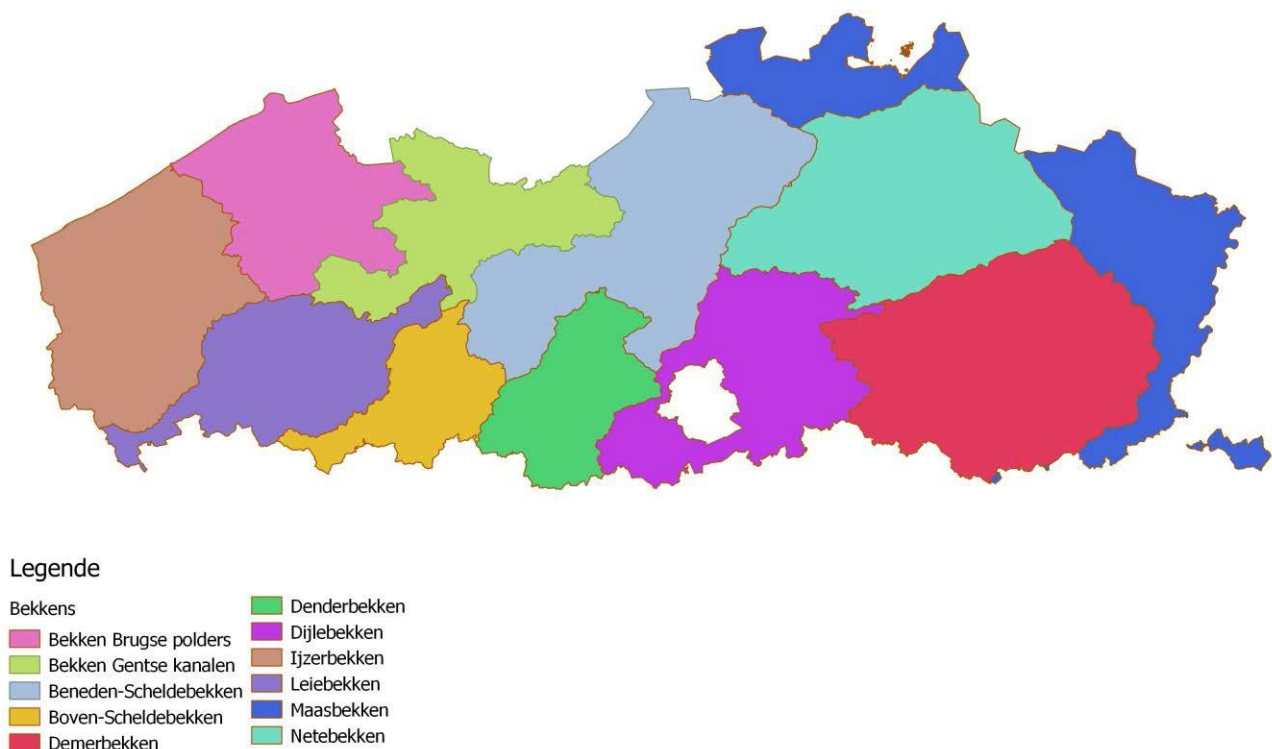 Legende
Bekkens
Bekken Brugse polders
Bekken Gentse kanalen
Beneden-Scheldebekken
Boven-Scheldebekken
Demerbekken
Denderbekken
Dijlebekken
Ijzerbekken
Leiebekken
Maasbekken
Netebekken